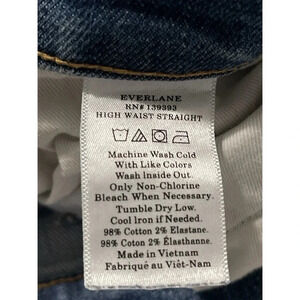 EVERLANE
RN# 139393
HIGH WAIST STRAIGHT
Machine Wash Cold
With Like Colors
Wash Inside Out.
Only Non-Chlorine
Bleach When Necessary.
Tumble Dry Low.
Cool Iron if Needed.
98% Cotton 2% Elastane.
98% Cotton 2% Élasthanne.
Made in Vietnam
Fabriqué au Viêt-Nam